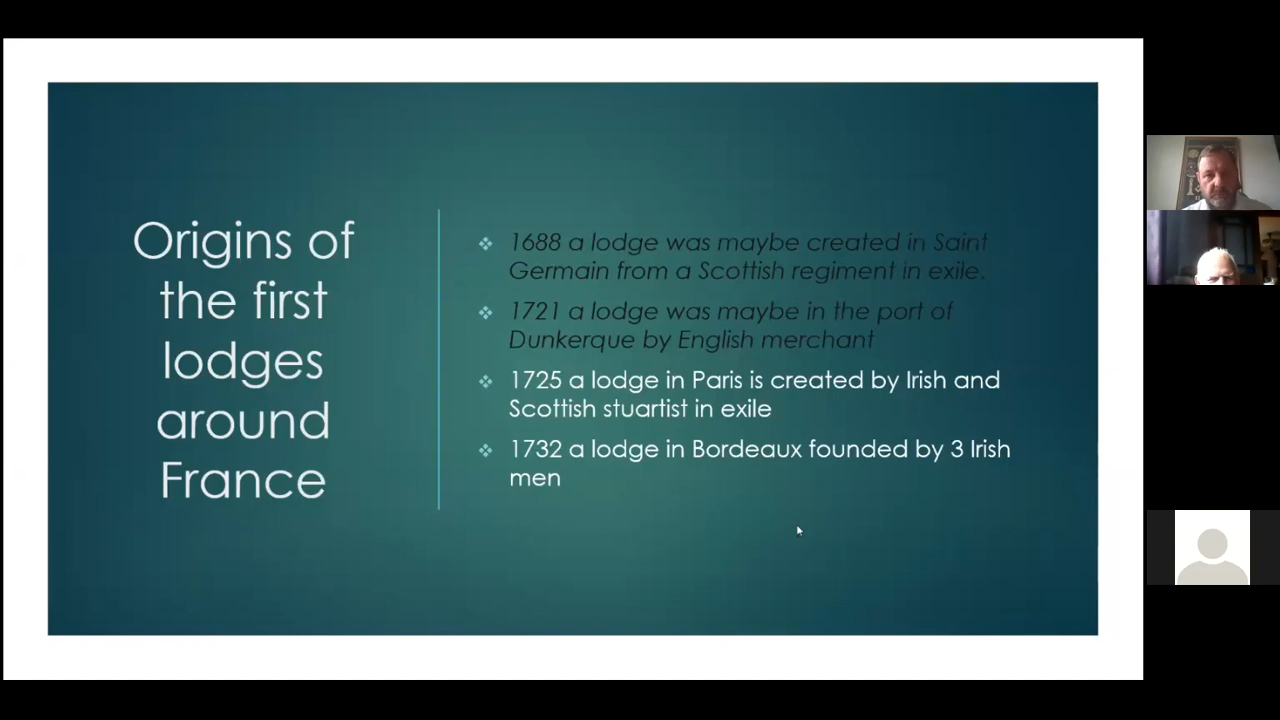 Origins of
the first
lodges
around
France
1688 a lodge was maybe created in Saint
Germain from a Scottish regiment in exile.
1721 a lodge was maybe in the port of
Dunkerque by English merchant
1725 a lodge in Paris is created by Irish and
Scottish stuartist in exile
1732 a lodge in Bordeaux founded by 3 Irish
men